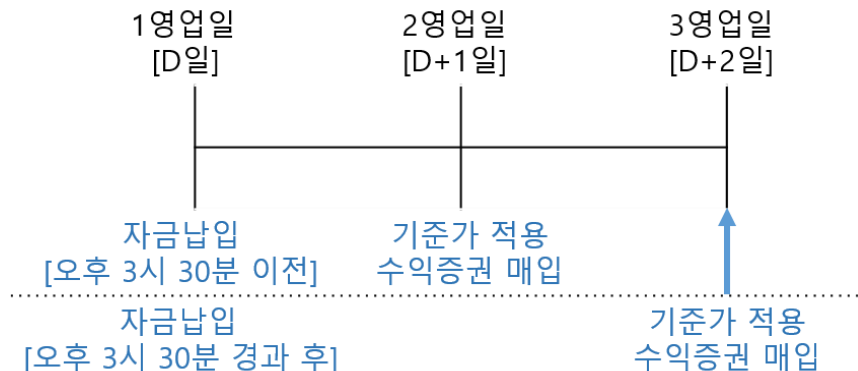 1영업일
[D일]
2영업일
[D+1일]
3영업일
[D+2일]
자금납입
[오후 3시 30분 이전]
기준가 적용
수익증권 매입
자금납입
[오후 3시 30분 경과 후]
기준가 적용
수익증권 매입